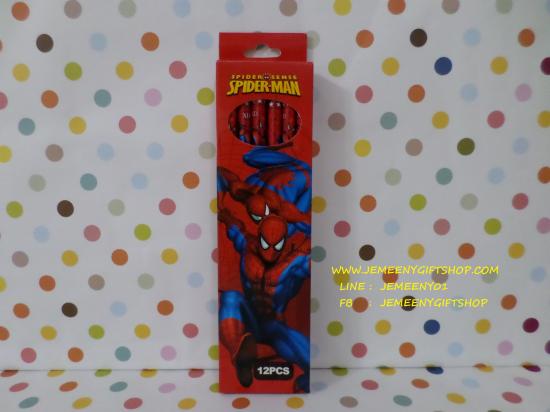 SPIDER SENSE
SPIDER-MAN
WWW.JEMEENYGIFTSHOP.COM
LINE : JEMEENY01
FB : JEMEENYGIFTSHOP
12PCS